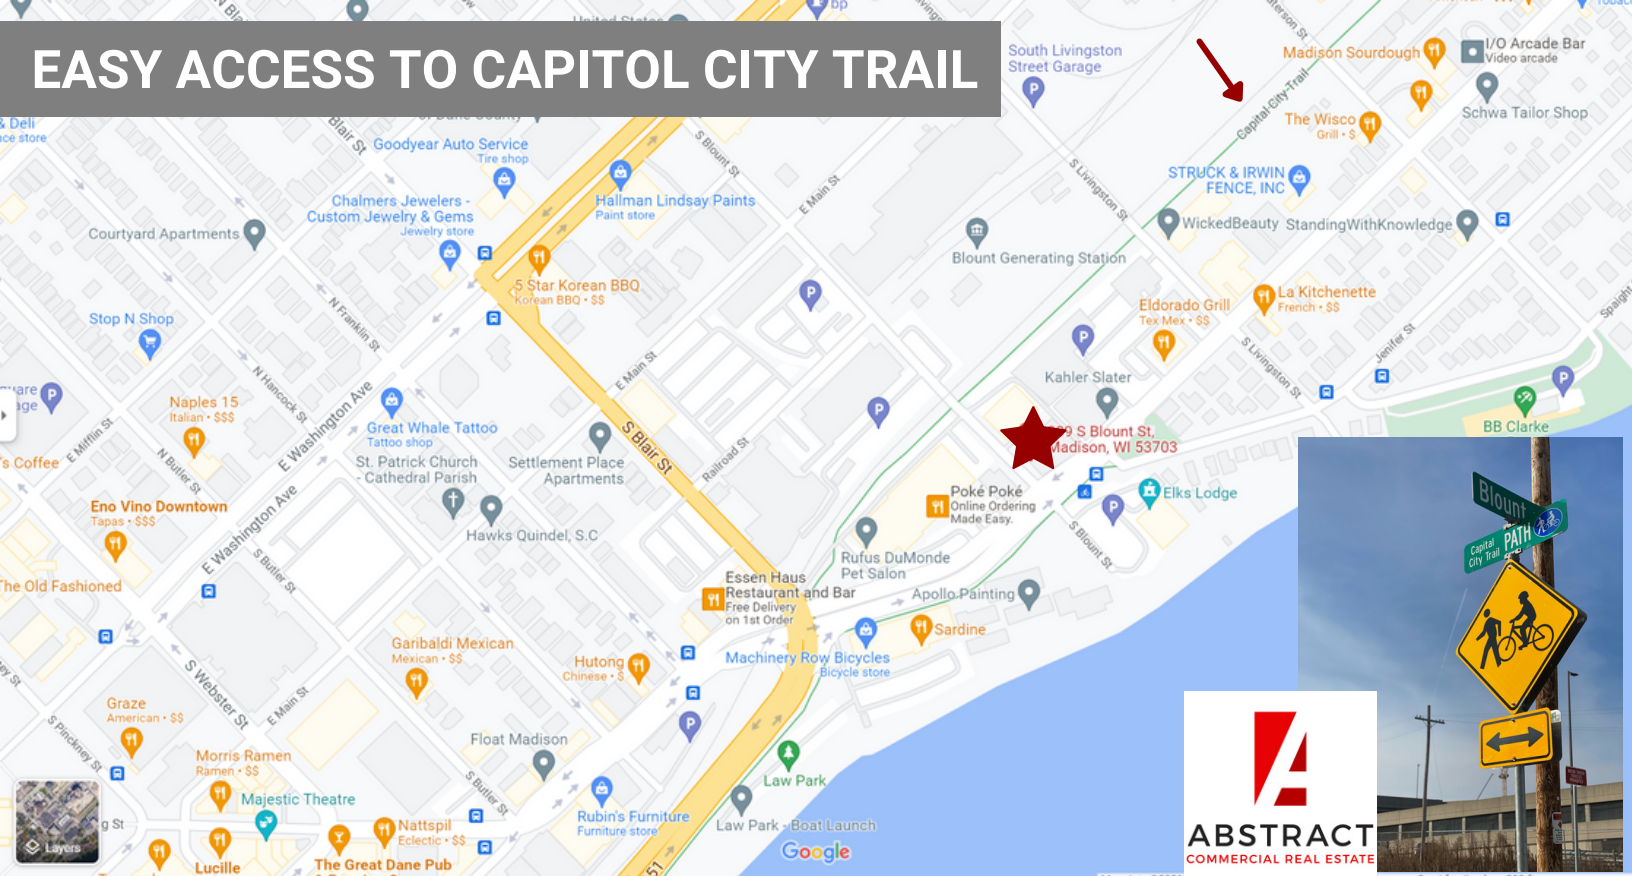 EASY ACCESS TO CAPITOL CITY TRAIL
bp
South Livingston
Street Garage
Madison Sourdough
I/O Arcade Bar
Video arcade
Schwa Tailor Shop
Capital City Trail
The Wisco
Grill • $
& Deli
Blair St
Goodyear Auto Service
Tire shop
S Blount St
E Main St
S Livingston St
STRUCK & IRWIN
FENCE, INC
Chalmers Jewelers -
Custom Jewelry & Gems
Jewelry store
Hallman Lindsay Paints
Paint store
Courtyard Apartments
WickedBeauty
StandingWithKnowledge
Blount Generating Station
5 Star Korean BBQ
Korean BBQ • $$
Eldorado Grill
Tex Mex • $$
La Kitchenette
French • $$
Stop N Shop
N Franklin St
E Main St
S Livingston St
Jenifer St
Kahler Slater
N Hancock St
E Washington Ave
Naples 15
Italian • $$$
E Mifflin St
N Butler St
Great Whale Tattoo
Tattoo shop
S Blair St
Railroad St
S Blount St,
Madison, WI 53703
BB Clarke
St. Patrick Church
- Cathedral Parish
Settlement Place
Apartments
's Coffee
Eno Vino Downtown
Tapas • $$$
E Washington Ave
Hawks Quindel, S.C
Poké Poké
Online Ordering
Made Easy.
Elks Lodge
S Blount St
S Butler St
The Old Fashioned
Rufus DuMonde
Pet Salon
Essen Haus
Restaurant and Bar
Free Delivery
on 1st Order
Apollo Painting
Sardine
Garibaldi Mexican
Mexican • $$
Hutong
Chinese • $
Machinery Row Bicycles
Bicycle store
S Webster St
E Main St
S Pinckney St
Graze
American • $$
Morris Ramen
Ramen • $$
Float Madison
S Butler St
Law Park
Majestic Theatre
Rubin's Furniture
Furniture store
Law Park - Boat Launch
g St
Nattspil
Eclectic • $$
Layers
Lucille
The Great Dane Pub
51
Google
Blount
Capital
City Trail
PATH
ABSTRACT
COMMERCIAL REAL ESTATE